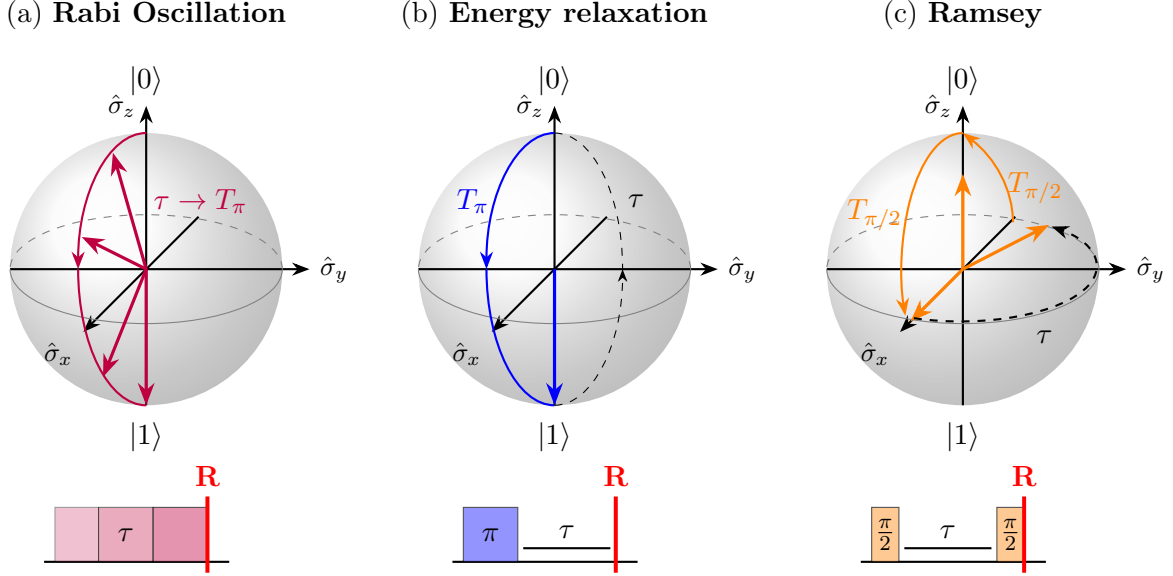 (a) Rabi Oscillation
|0⟩
σ̂z
τ → Tπ
σ̂y
σ̂x
|1⟩
R
τ
(b) Energy relaxation
|0⟩
σ̂z
Tπ
τ
σ̂y
σ̂x
|1⟩
R
π
τ
(c) Ramsey
|0⟩
σ̂z
Tπ/2
Tπ/2
σ̂y
σ̂x
τ
|1⟩
R
π/2
τ
π/2